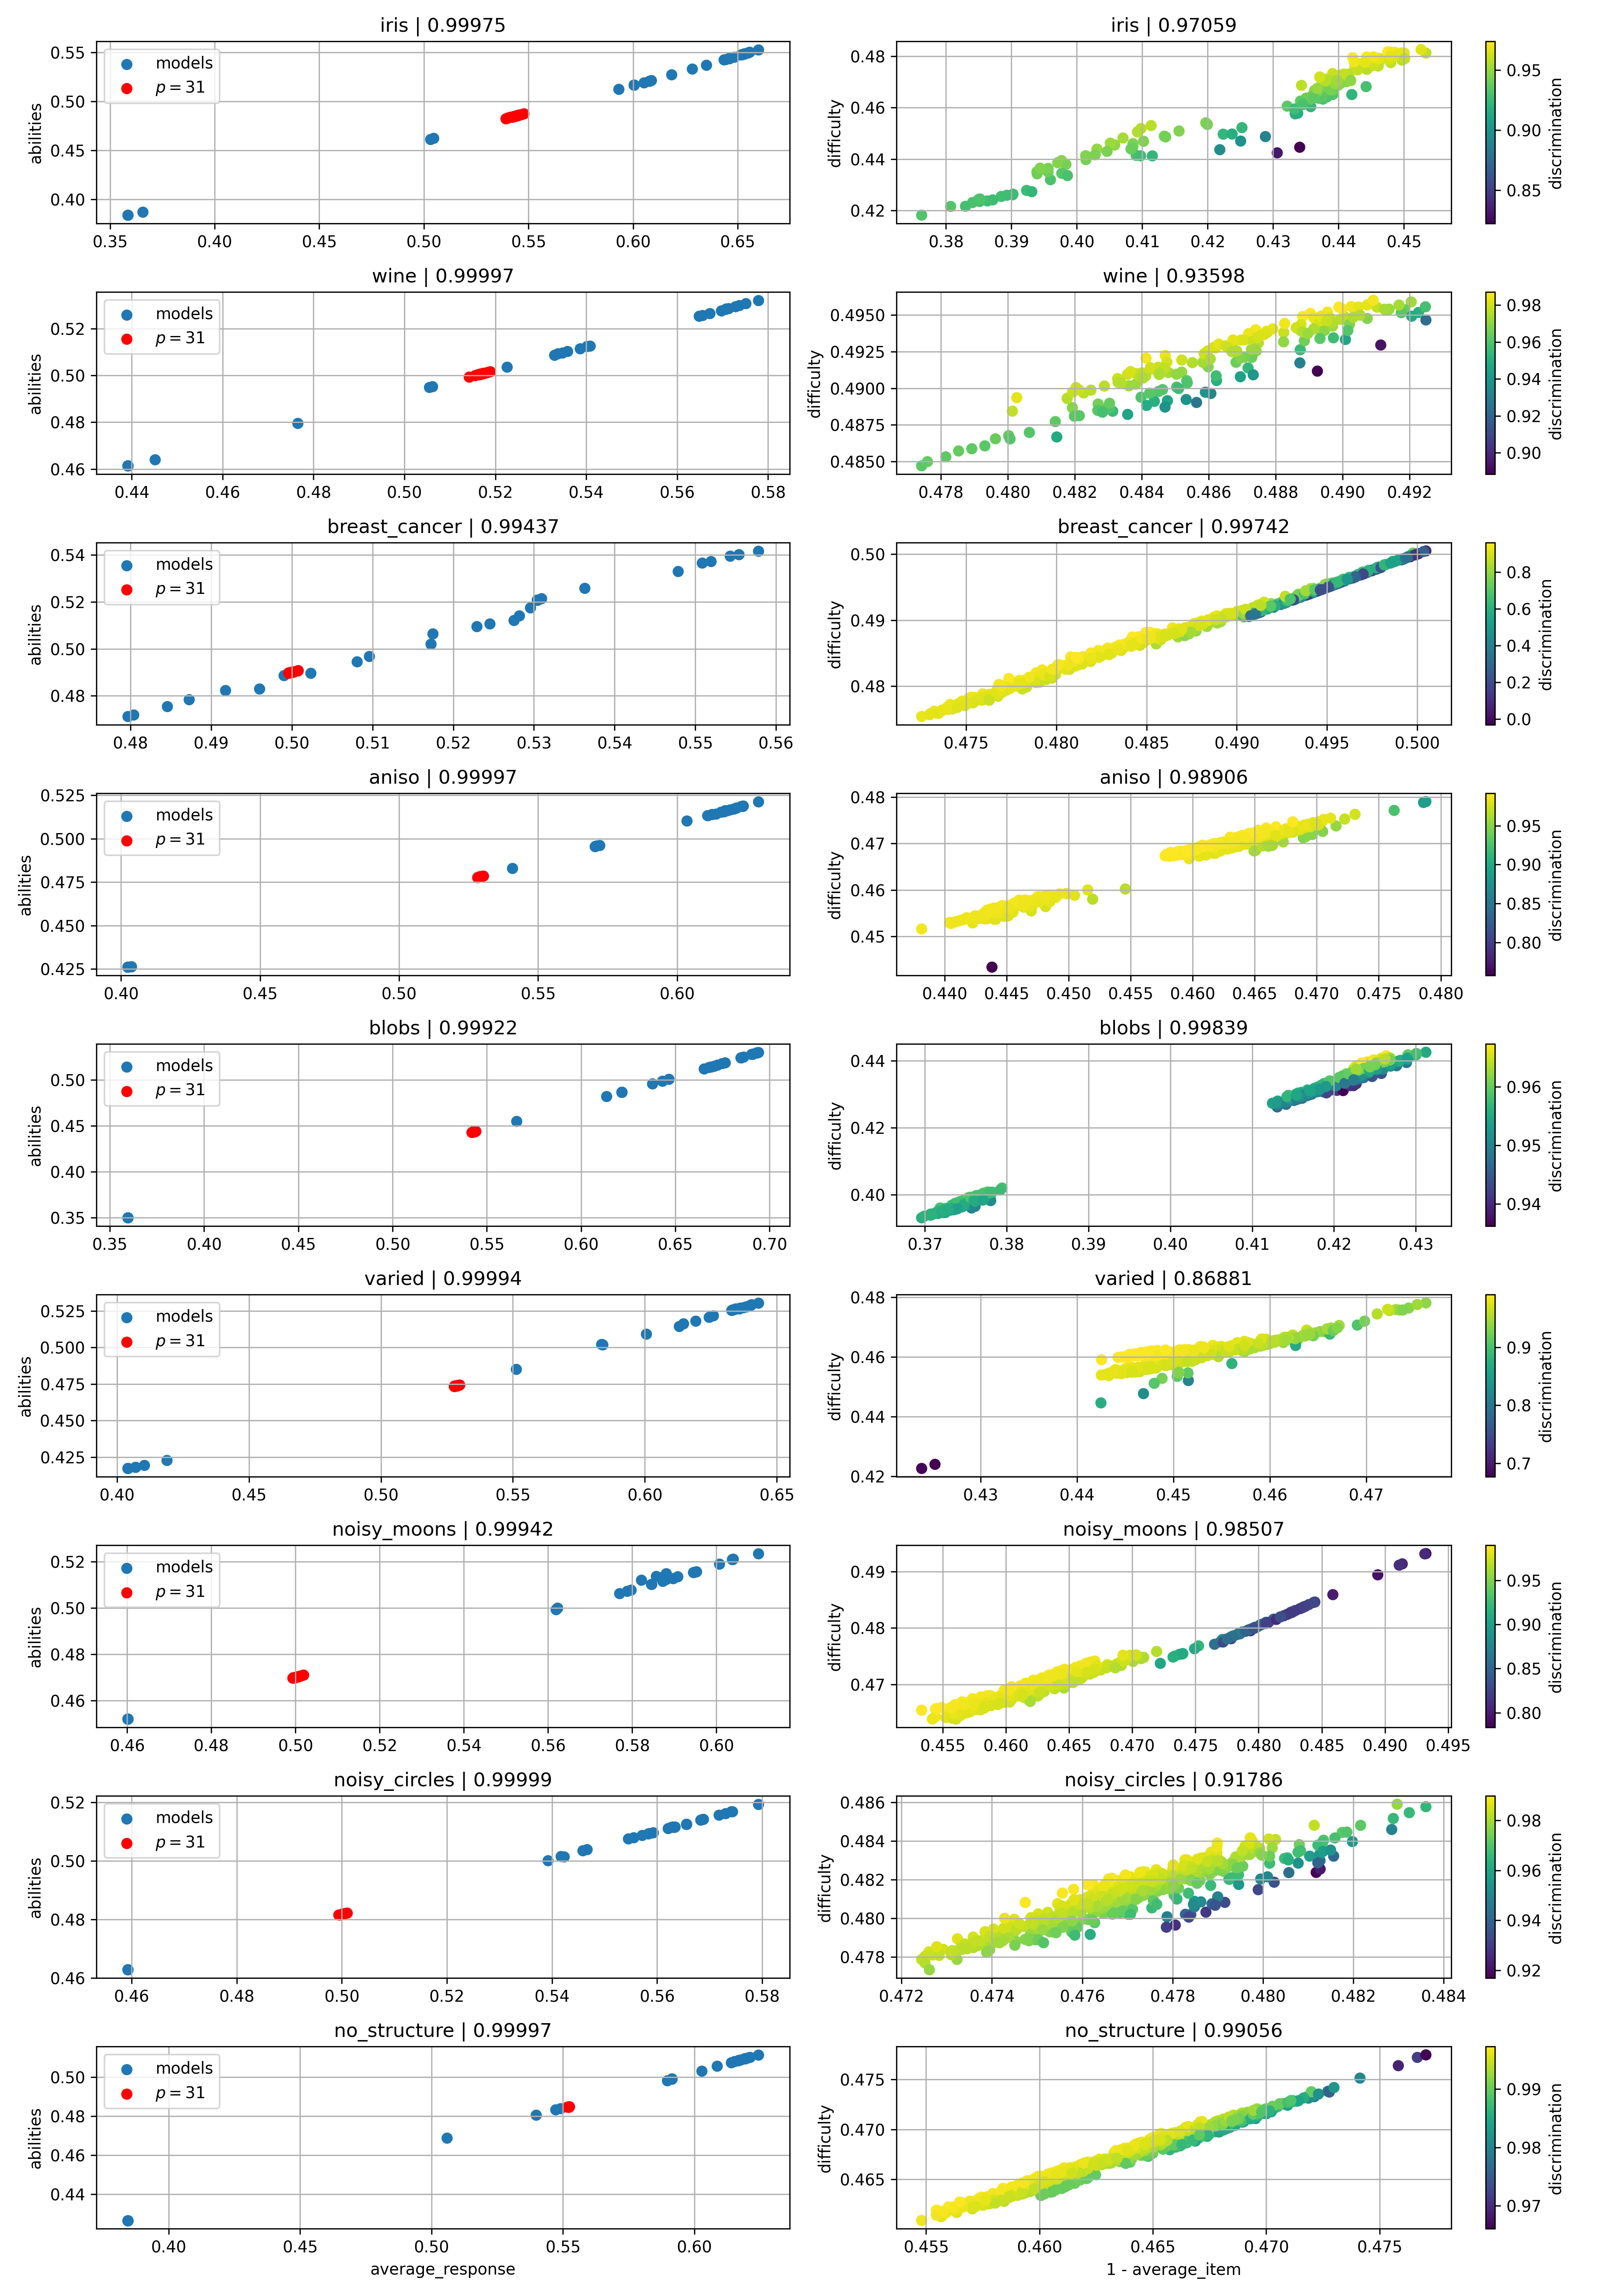 iris | 0.99975
abilities
0.55
0.50
0.45
0.40
models
p = 31
0.35 0.40 0.45 0.50 0.55 0.60 0.65
iris | 0.97059
difficulty
0.48
0.46
0.44
0.42
0.38 0.39 0.40 0.41 0.42 0.43 0.44 0.45
0.95
0.90
0.85
discrimination
wine | 0.99997
abilities
0.52
0.50
0.48
0.46
models
p = 31
0.44 0.46 0.48 0.50 0.52 0.54 0.56 0.58
wine | 0.93598
difficulty
0.4950
0.4925
0.4900
0.4875
0.4850
0.478 0.480 0.482 0.484 0.486 0.488 0.490 0.492
0.98
0.96
0.94
0.92
0.90
discrimination
breast_cancer | 0.99437
abilities
0.54
0.52
0.50
0.48
models
p = 31
0.48 0.49 0.50 0.51 0.52 0.53 0.54 0.55 0.56
breast_cancer | 0.99742
difficulty
0.50
0.49
0.48
0.475 0.480 0.485 0.490 0.495 0.500
0.8
0.6
0.4
0.2
0.0
discrimination
aniso | 0.99997
abilities
0.525
0.500
0.475
0.450
0.425
models
p = 31
0.40 0.45 0.50 0.55 0.60
aniso | 0.98906
difficulty
0.48
0.47
0.46
0.45
0.440 0.445 0.450 0.455 0.460 0.465 0.470 0.475 0.480
0.95
0.90
0.85
0.80
discrimination
blobs | 0.99922
abilities
0.50
0.45
0.40
0.35
models
p = 31
0.35 0.40 0.45 0.50 0.55 0.60 0.65 0.70
blobs | 0.99839
difficulty
0.44
0.42
0.40
0.37 0.38 0.39 0.40 0.41 0.42 0.43
0.96
0.95
0.94
discrimination
varied | 0.99994
abilities
0.525
0.500
0.475
0.450
0.425
models
p = 31
0.40 0.45 0.50 0.55 0.60 0.65
varied | 0.86881
difficulty
0.48
0.46
0.44
0.42
0.43 0.44 0.45 0.46 0.47
0.9
0.8
0.7
discrimination
noisy_moons | 0.99942
abilities
0.52
0.50
0.48
0.46
models
p = 31
0.46 0.48 0.50 0.52 0.54 0.56 0.58 0.60
noisy_moons | 0.98507
difficulty
0.49
0.48
0.47
0.455 0.460 0.465 0.470 0.475 0.480 0.485 0.490 0.495
0.95
0.90
0.85
0.80
discrimination
noisy_circles | 0.99999
abilities
0.52
0.50
0.48
0.46
models
p = 31
0.46 0.48 0.50 0.52 0.54 0.56 0.58
noisy_circles | 0.91786
difficulty
0.486
0.484
0.482
0.480
0.478
0.472 0.474 0.476 0.478 0.480 0.482 0.484
0.98
0.96
0.94
0.92
discrimination
no_structure | 0.99997
abilities
0.50
0.48
0.46
0.44
models
p = 31
0.40 0.45 0.50 0.55 0.60
average_response
no_structure | 0.99056
difficulty
0.475
0.470
0.465
0.455 0.460 0.465 0.470 0.475
1 - average_item
0.99
0.98
0.97
discrimination